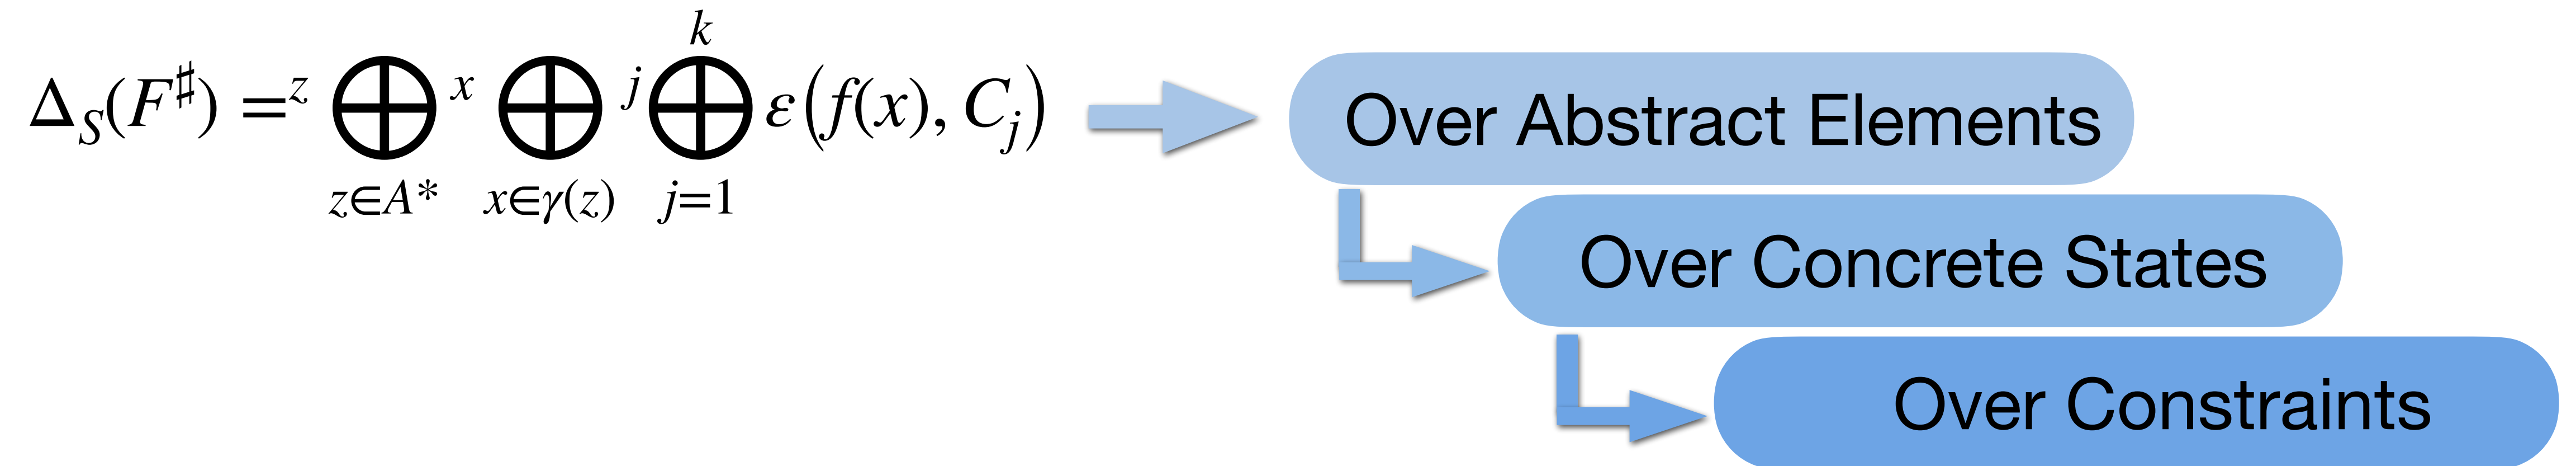 Δ_S(F^♯) = ^z⨁_{z∈A*} ^x⨁_{x∈γ(z)} ^j⨁_{j=1}^{k} ε(f(x), C_j)
Over Abstract Elements
Over Concrete States
Over Constraints